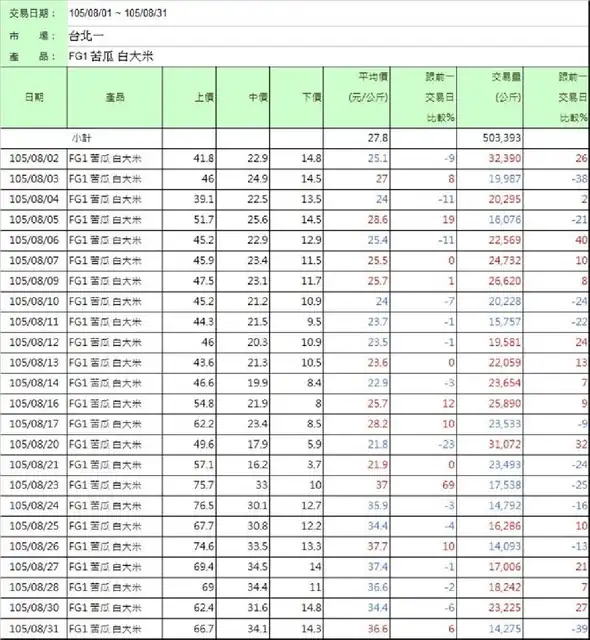 交易日期： 105/08/01 ~ 105/08/31
市 場： 台北一
產 品： FG1 苦瓜 白大米
日期 產品 上價 中價 下價 平均價(元/公斤) 跟前一交易日比較% 交易量(公斤) 跟前一交易日比較%
小計 27.8 503,393
105/08/02 FG1 苦瓜 白大米 41.8 22.9 14.8 25.1 -9 32,390 26
105/08/03 FG1 苦瓜 白大米 46 24.9 14.5 27 8 19,987 -38
105/08/04 FG1 苦瓜 白大米 39.1 22.5 13.5 24 -11 20,295 2
105/08/05 FG1 苦瓜 白大米 51.7 25.6 14.5 28.6 19 16,076 -21
105/08/06 FG1 苦瓜 白大米 45.2 22.9 12.9 25.4 -11 22,569 40
105/08/07 FG1 苦瓜 白大米 45.9 23.4 11.5 25.5 0 24,732 10
105/08/09 FG1 苦瓜 白大米 47.5 23.1 11.7 25.7 1 26,620 8
105/08/10 FG1 苦瓜 白大米 45.2 21.2 10.9 24 -7 20,228 -24
105/08/11 FG1 苦瓜 白大米 44.3 21.5 9.5 23.7 -1 15,757 -22
105/08/12 FG1 苦瓜 白大米 46 20.3 10.9 23.5 -1 19,581 24
105/08/13 FG1 苦瓜 白大米 43.6 21.3 10.5 23.6 0 22,059 13
105/08/14 FG1 苦瓜 白大米 46.6 19.9 8.4 22.9 -3 23,654 7
105/08/16 FG1 苦瓜 白大米 54.8 21.9 8 25.7 12 25,890 9
105/08/17 FG1 苦瓜 白大米 62.2 23.4 8.5 28.2 10 23,533 -9
105/08/20 FG1 苦瓜 白大米 49.6 17.9 5.9 21.8 -23 31,072 32
105/08/21 FG1 苦瓜 白大米 57.1 16.2 3.7 21.9 0 23,493 -24
105/08/23 FG1 苦瓜 白大米 75.7 33 10 37 69 17,538 -25
105/08/24 FG1 苦瓜 白大米 76.5 30.1 12.7 35.9 -3 14,792 -16
105/08/25 FG1 苦瓜 白大米 67.7 30.8 12.2 34.4 -4 16,286 10
105/08/26 FG1 苦瓜 白大米 74.6 33.5 13.3 37.7 10 14,093 -13
105/08/27 FG1 苦瓜 白大米 69.4 34.5 14 37.4 -1 17,006 21
105/08/28 FG1 苦瓜 白大米 69 34.4 11 36.6 -2 18,242 7
105/08/30 FG1 苦瓜 白大米 62.4 31.6 14.8 34.4 -6 23,225 27
105/08/31 FG1 苦瓜 白大米 66.7 34.1 14.3 36.6 6 14,275 -39